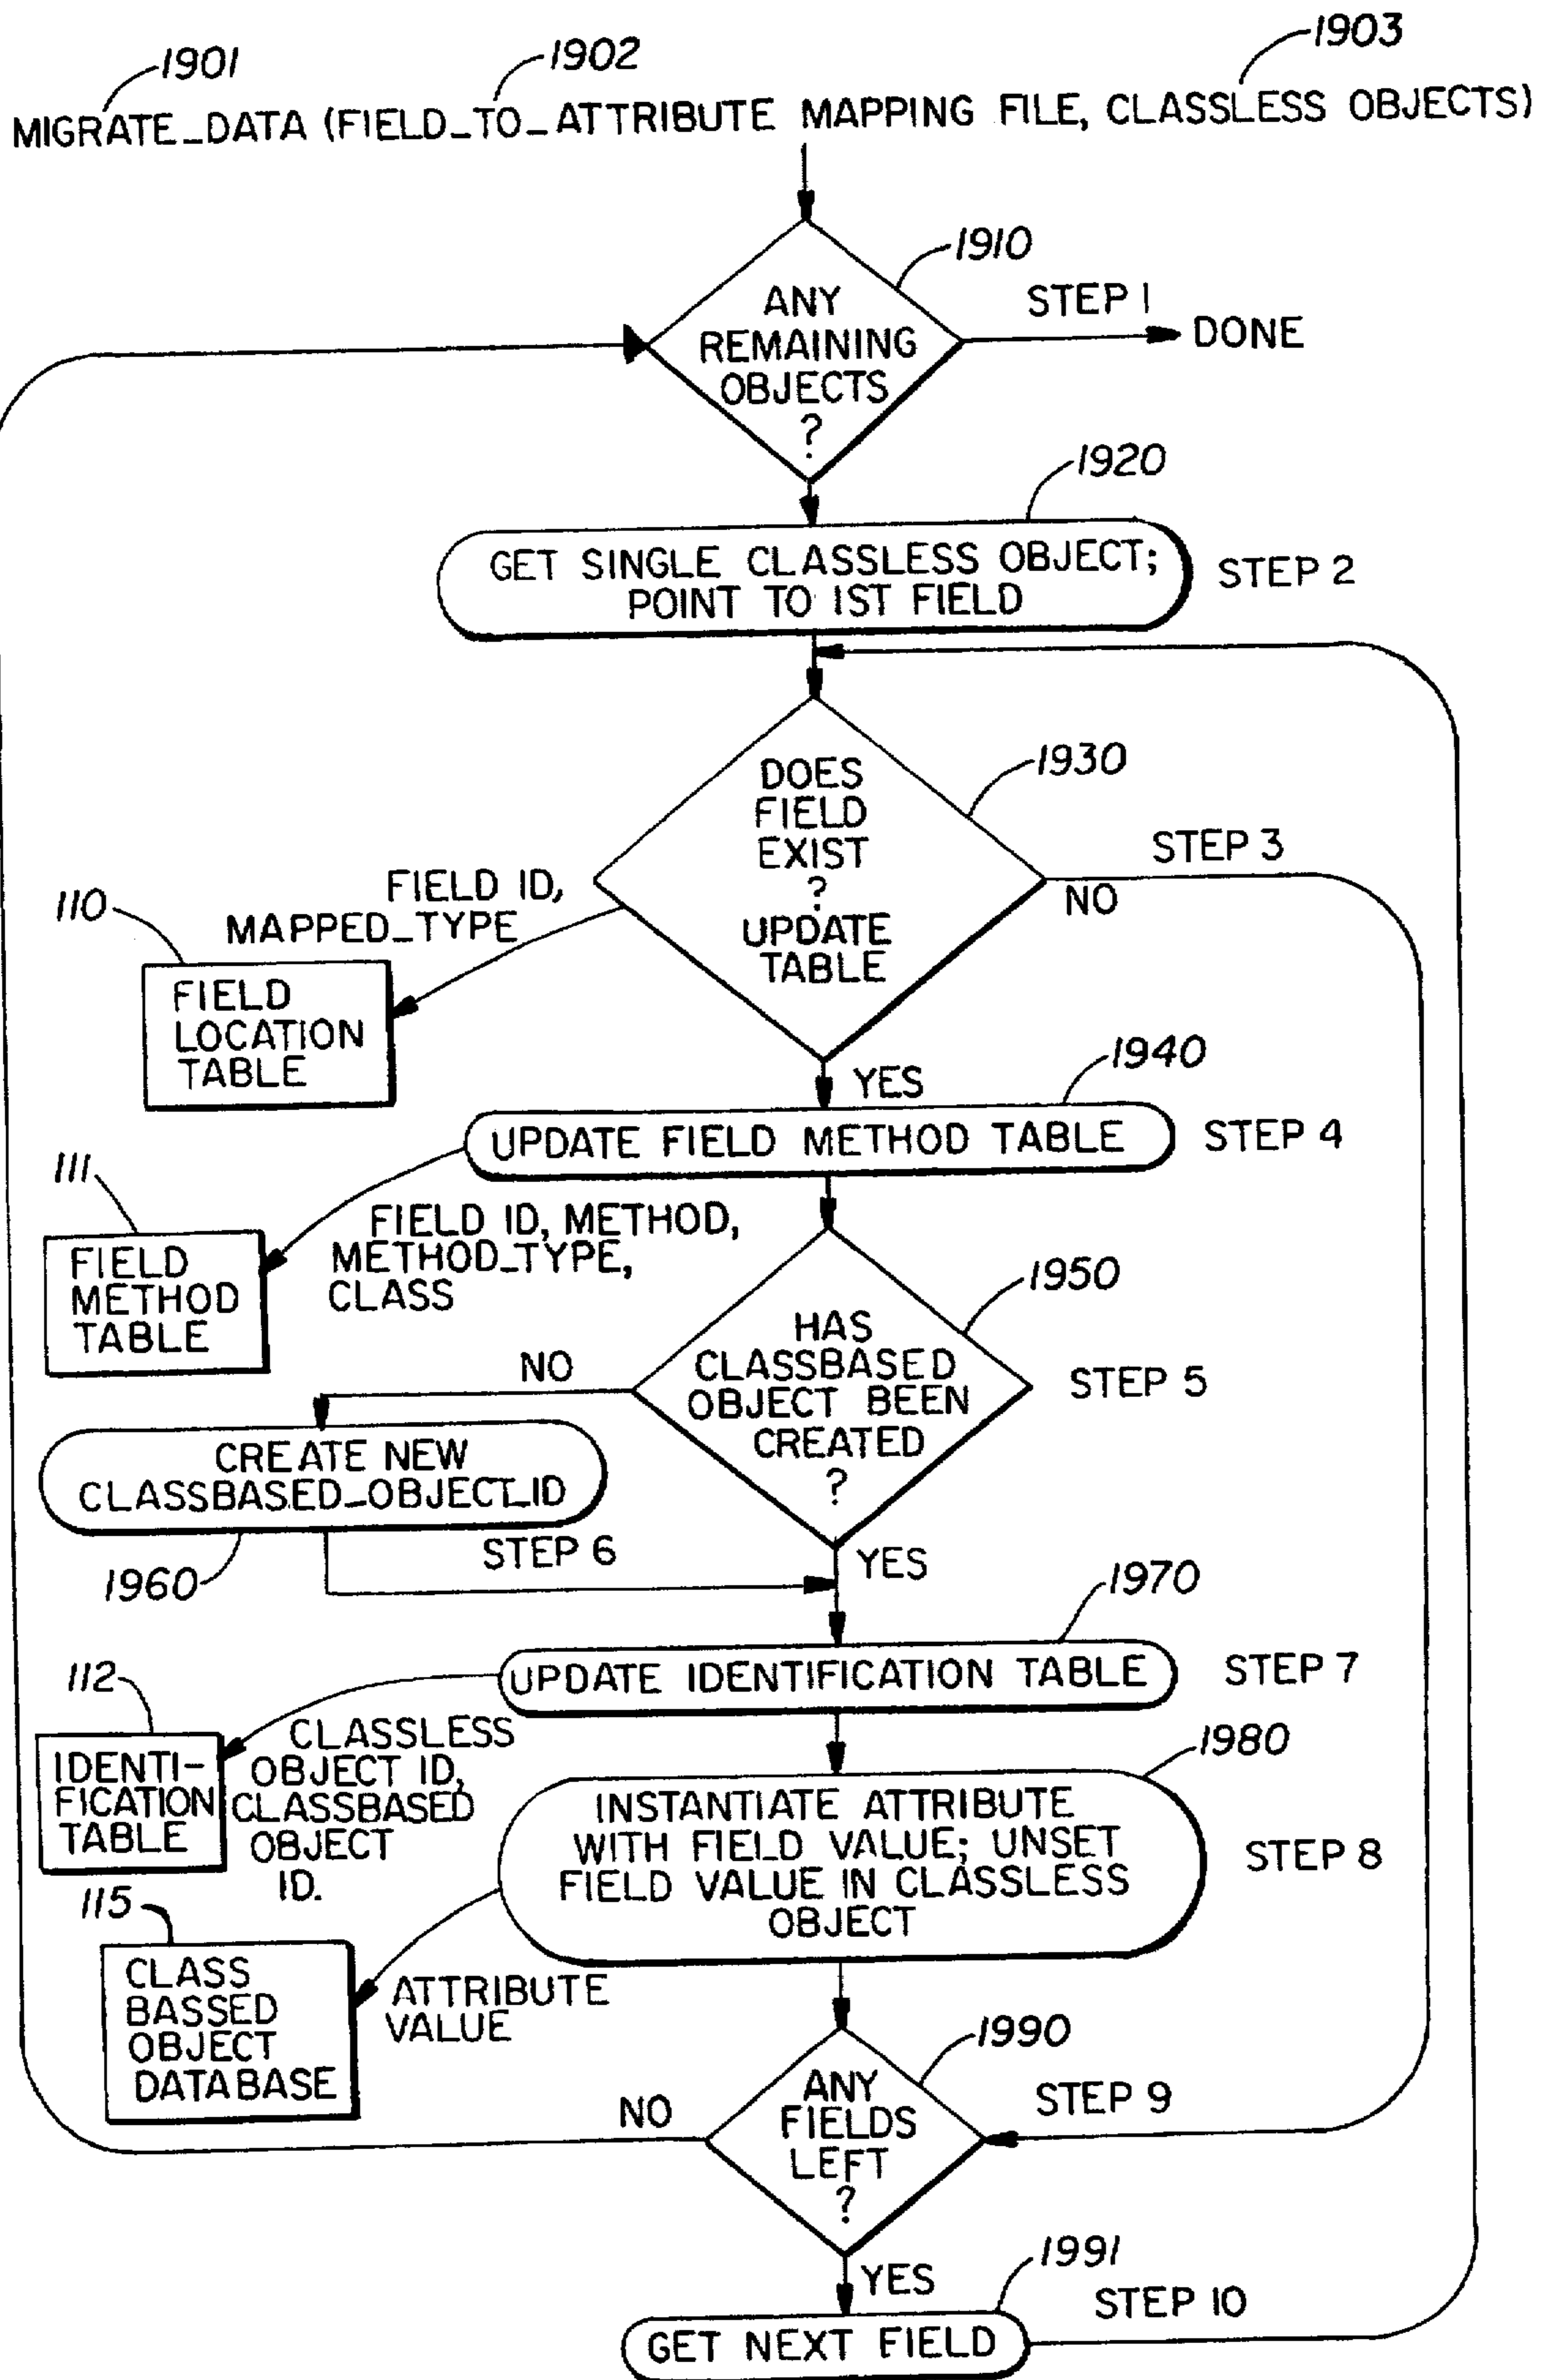 1901
1902
1903
MIGRATE_DATA (FIELD_TO_ATTRIBUTE MAPPING FILE, CLASSLESS OBJECTS)
1910
ANY
REMAINING
OBJECTS
?
STEP 1
DONE
1920
GET SINGLE CLASSLESS OBJECT;
POINT TO 1ST FIELD
STEP 2
1930
DOES
FIELD
EXIST
?
UPDATE
TABLE
STEP 3
NO
FIELD ID,
MAPPED_TYPE
110
FIELD
LOCATION
TABLE
YES
1940
UPDATE FIELD METHOD TABLE
STEP 4
111
FIELD
METHOD
TABLE
FIELD ID, METHOD,
METHOD_TYPE,
CLASS
1950
HAS
CLASSBASED
OBJECT BEEN
CREATED
?
STEP 5
NO
CREATE NEW
CLASSBASED_OBJECT_ID
1960
STEP 6
YES
1970
UPDATE IDENTIFICATION TABLE
STEP 7
112
IDENTI-
FICATION
TABLE
CLASSLESS
OBJECT ID,
CLASSBASED
OBJECT
ID.
1980
INSTANTIATE ATTRIBUTE
WITH FIELD VALUE; UNSET
FIELD VALUE IN CLASSLESS
OBJECT
STEP 8
115
CLASS
BASSED
OBJECT
DATABASE
ATTRIBUTE
VALUE
1990
ANY
FIELDS
LEFT
?
STEP 9
NO
YES
1991
GET NEXT FIELD
STEP 10